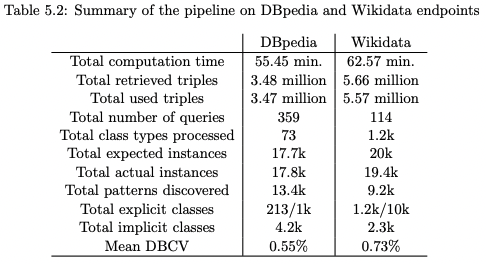 Table 5.2: Summary of the pipeline on DBpedia and Wikidata endpoints
DBpedia Wikidata
Total computation time 55.45 min. 62.57 min.
Total retrieved triples 3.48 million 5.66 million
Total used triples 3.47 million 5.57 million
Total number of queries 359 114
Total class types processed 73 1.2k
Total expected instances 17.7k 20k
Total actual instances 17.8k 19.4k
Total patterns discovered 13.4k 9.2k
Total explicit classes 213/1k 1.2k/10k
Total implicit classes 4.2k 2.3k
Mean DBCV 0.55% 0.73%